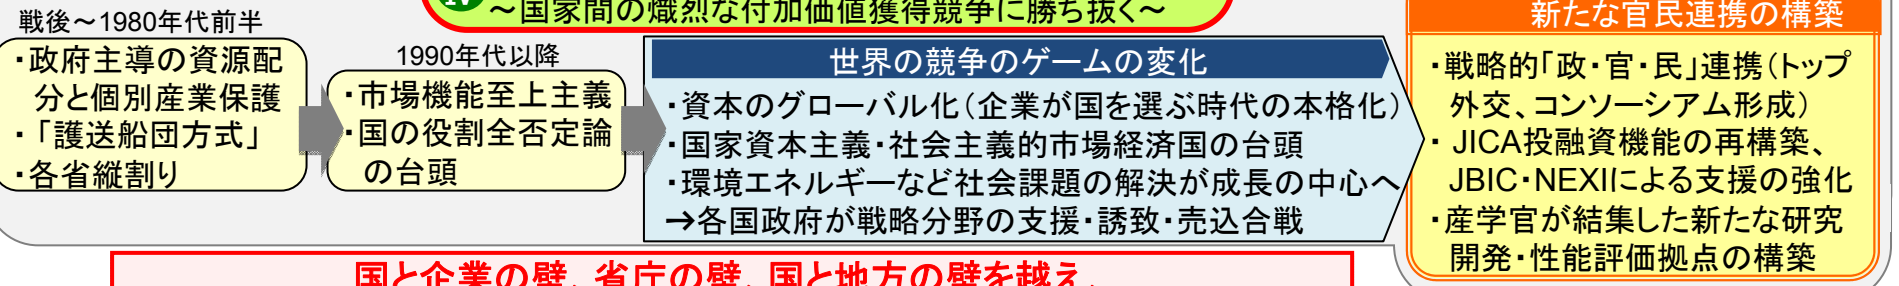 Ⅳ
～国家間の熾烈な付加価値獲得競争に勝ち抜く～
戦後～1980年代前半
・政府主導の資源配
分と個別産業保護
・「護送船団方式」
・各省縦割り
1990年代以降
・市場機能至上主義
・国の役割全否定論
の台頭
世界の競争のゲームの変化
・資本のグローバル化（企業が国を選ぶ時代の本格化）
・国家資本主義・社会主義的市場経済国の台頭
・環境エネルギーなど社会課題の解決が成長の中心へ
→各国政府が戦略分野の支援・誘致・売込合戦
新たな官民連携の構築
・戦略的「政・官・民」連携（トップ
外交、コンソーシアム形成）
・JICA投融資機能の再構築、
JBIC・NEXIによる支援の強化
・産学官が結集した新たな研究
開発・性能評価拠点の構築
国と企業の壁、省庁の壁、国と地方の壁を越え、